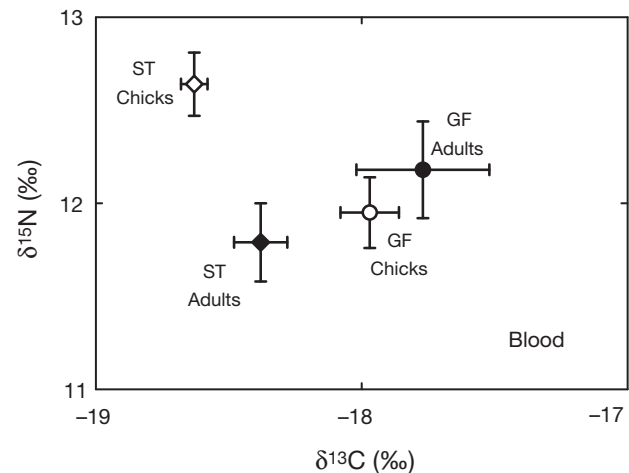 13
ST
Chicks
GF
Adults
δ15N (‰)
12
ST
Adults
GF
Chicks
Blood
11
–19
–18
–17
δ13C (‰)